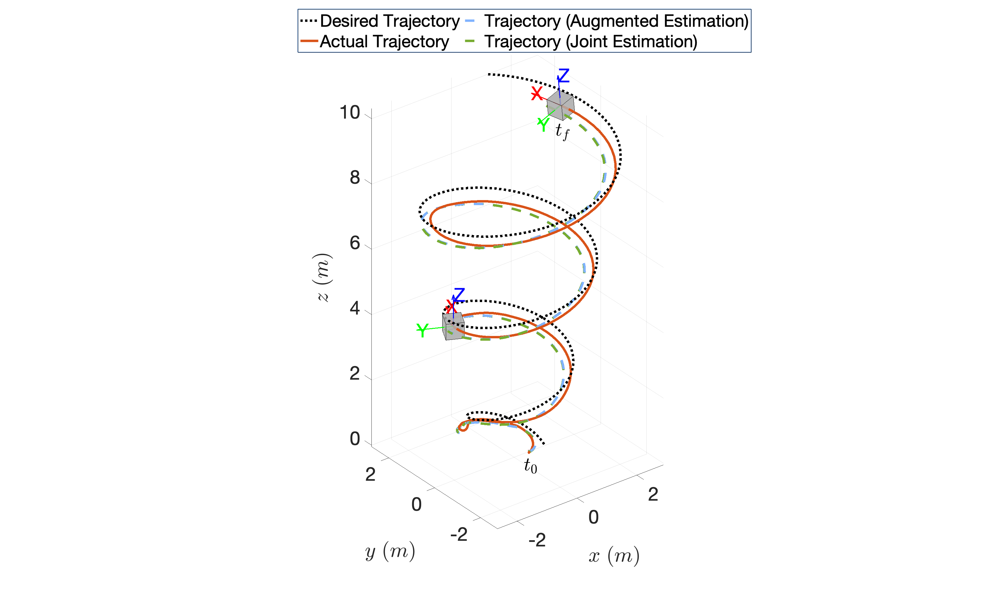 Desired Trajectory
Trajectory (Augmented Estimation)
Actual Trajectory
Trajectory (Joint Estimation)
Z
X
Y
t_f
10
8
6
4
2
0
z (m)
Z
X
Y
t_0
2
0
-2
y (m)
-2
0
2
x (m)